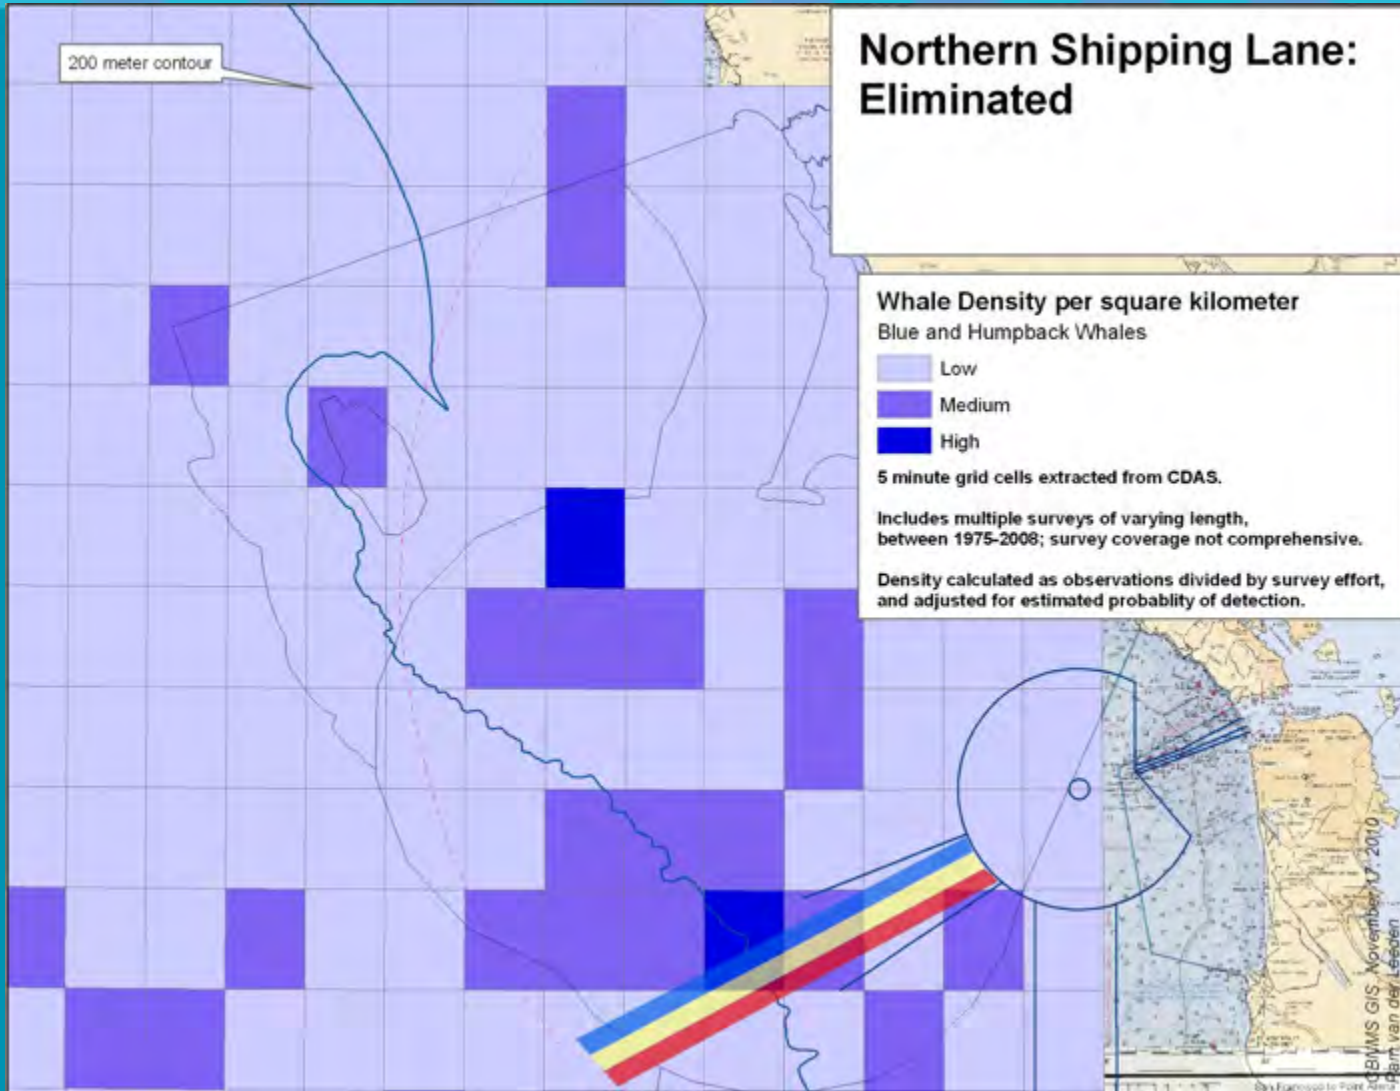 200 meter contour
Northern Shipping Lane:
Eliminated
Whale Density per square kilometer
Blue and Humpback Whales
Low
Medium
High
5 minute grid cells extracted from CDAS.
Includes multiple surveys of varying length,
between 1975-2008; survey coverage not comprehensive.
Density calculated as observations divided by survey effort,
and adjusted for estimated probablity of detection.
GIS November 17, 2010
Pam van der